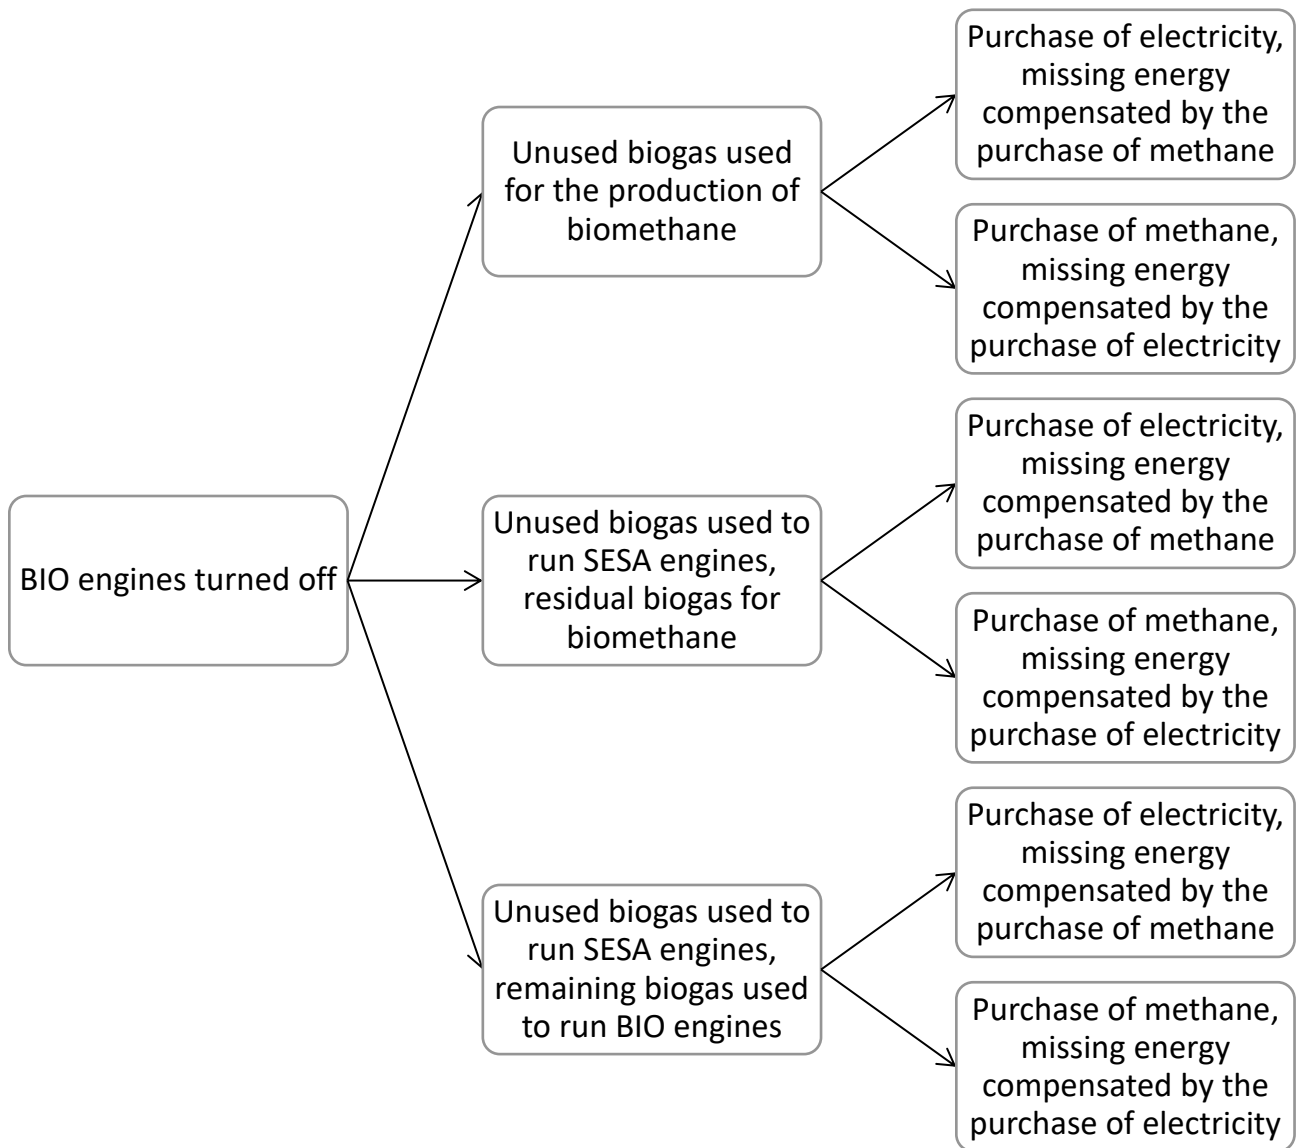 Purchase of electricity,
missing energy
compensated by the
purchase of methane
Unused biogas used
for the production of
biomethane
Purchase of methane,
missing energy
compensated by the
purchase of electricity
Purchase of electricity,
missing energy
compensated by the
purchase of methane
BIO engines turned off
Unused biogas used to
run SESA engines,
residual biogas for
biomethane
Purchase of methane,
missing energy
compensated by the
purchase of electricity
Purchase of electricity,
missing energy
compensated by the
purchase of methane
Unused biogas used to
run SESA engines,
remaining biogas used
to run BIO engines
Purchase of methane,
missing energy
compensated by the
purchase of electricity